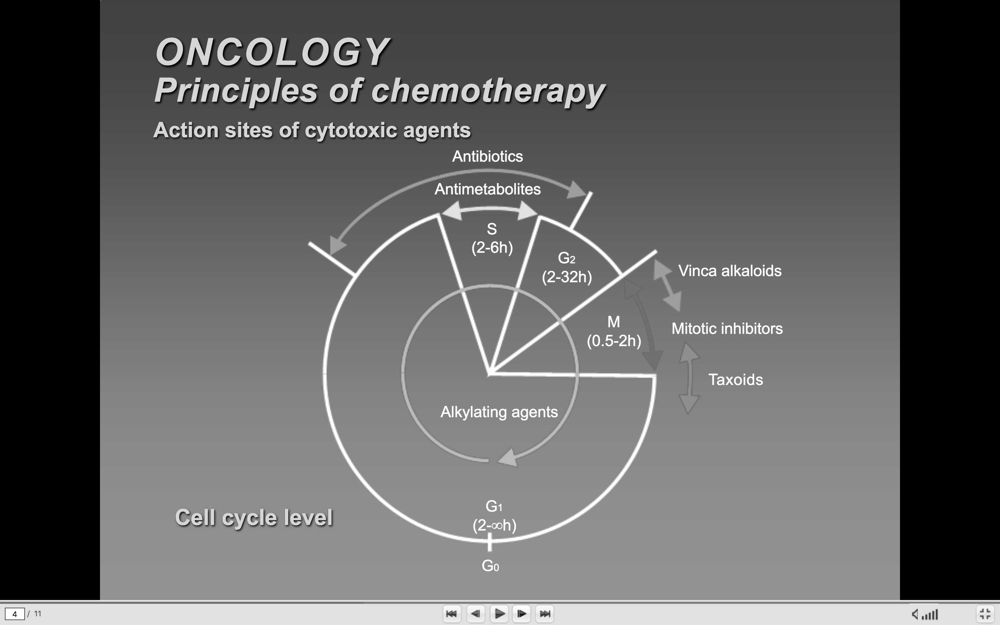 ONCOLOGY
Principles of chemotherapy
Action sites of cytotoxic agents
Antibiotics
Antimetabolites
S
(2-6h)
G2
(2-32h)
Vinca alkaloids
M
(0.5-2h)
Mitotic inhibitors
Taxoids
Alkylating agents
G1
(2-∞h)
Cell cycle level
G0
4 / 11